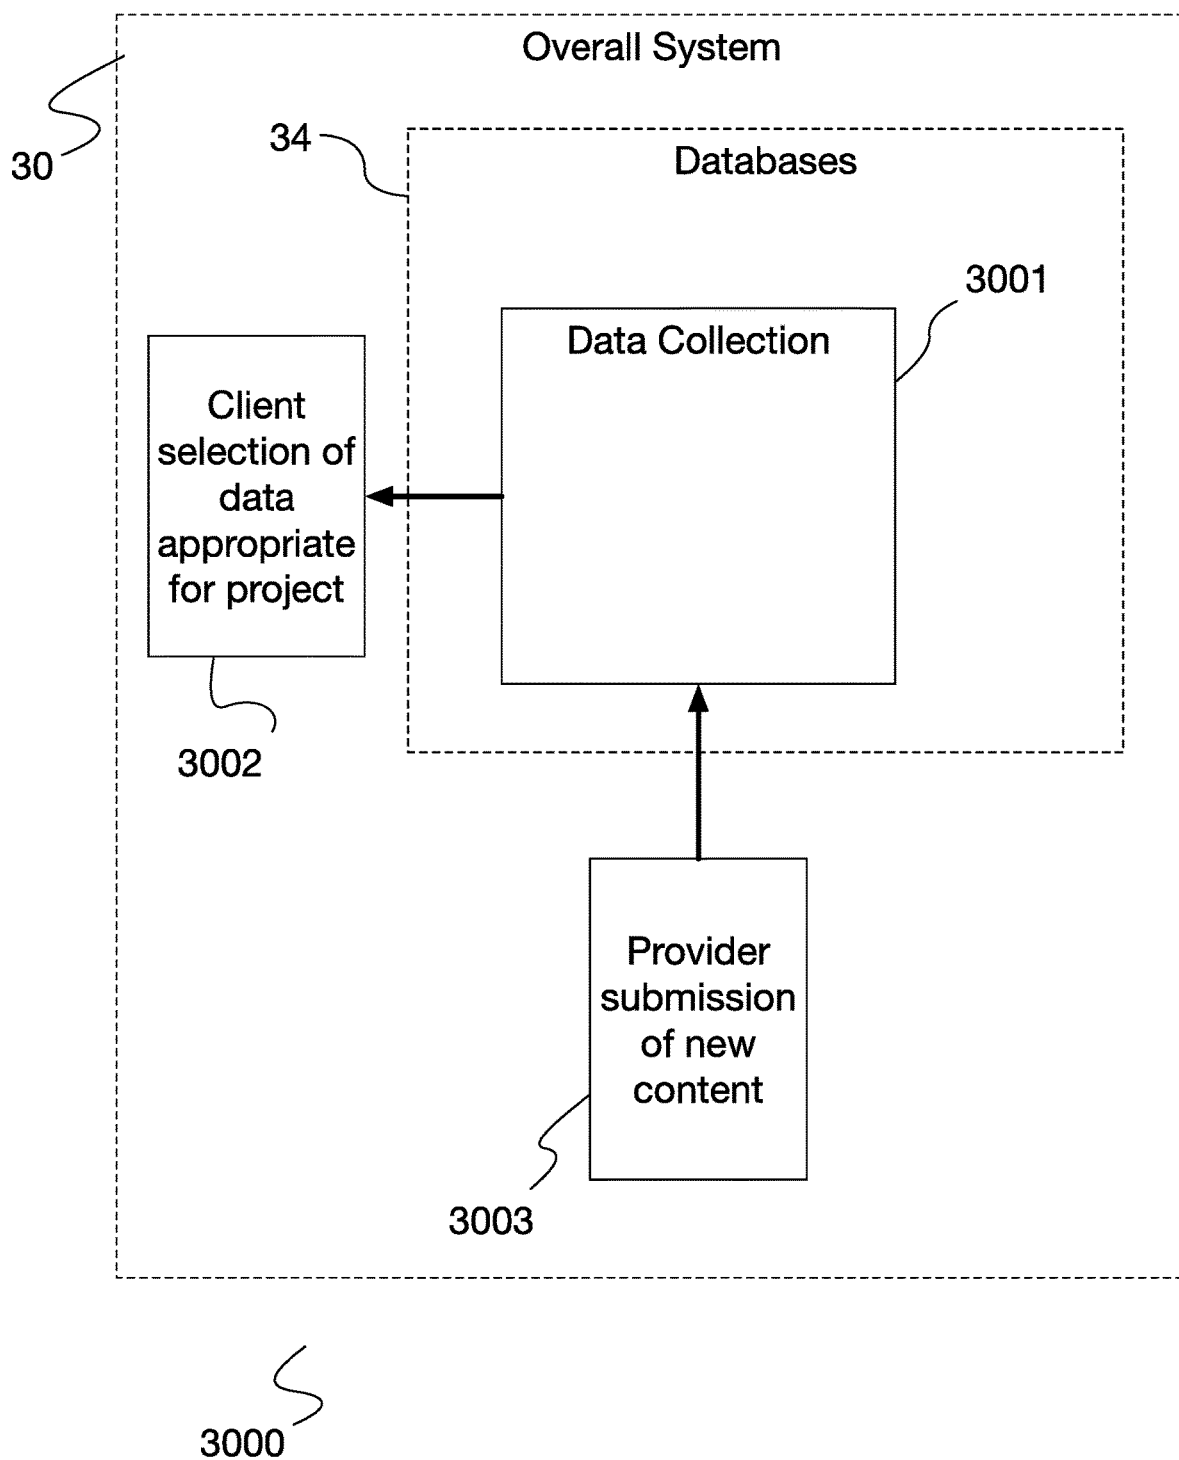 Overall System
30
34
Databases
3001
Data Collection
Client
selection of
data
appropriate
for project
3002
Provider
submission
of new
content
3003
3000